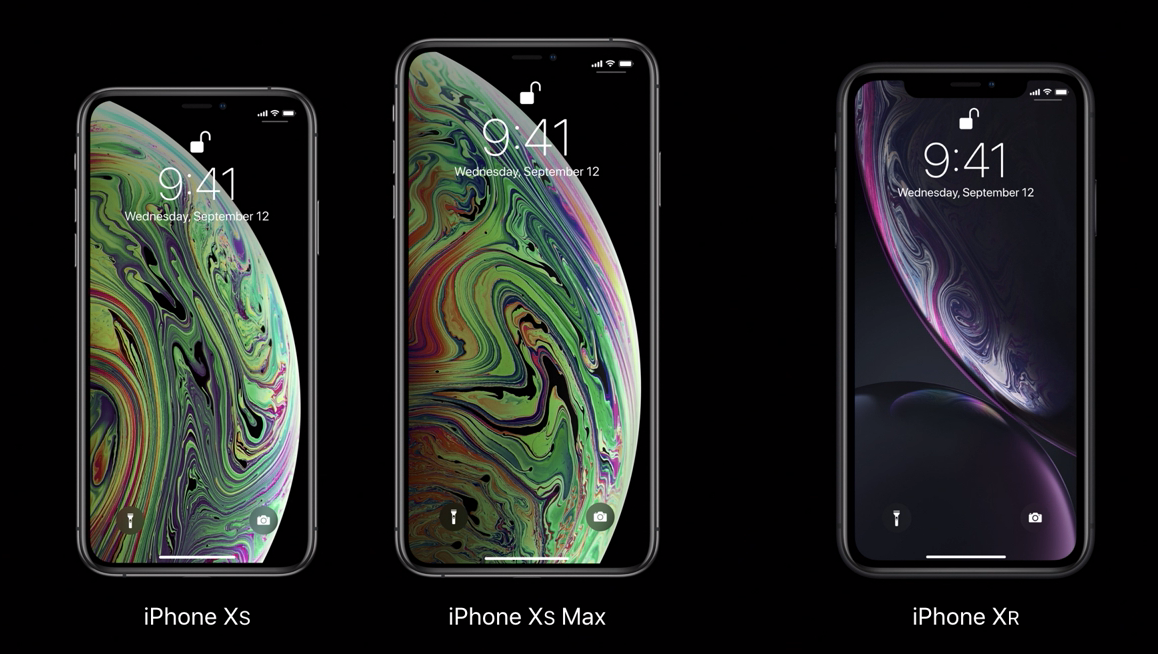 9:41
Wednesday, September 12
iPhone Xs
9:41
Wednesday, September 12
iPhone Xs Max
9:41
Wednesday, September 12
iPhone XR